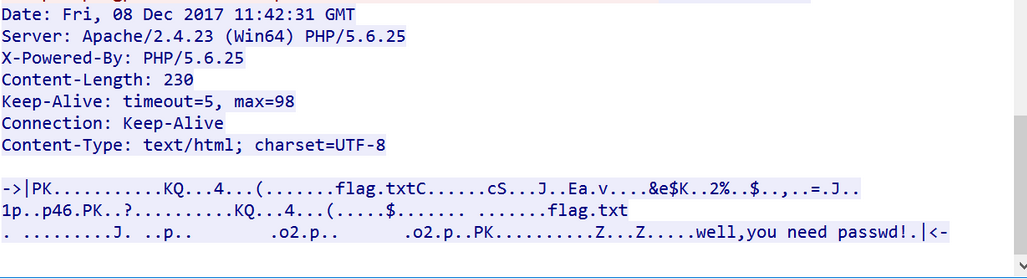 Date: Fri, 08 Dec 2017 11:42:31 GMT
Server: Apache/2.4.23 (Win64) PHP/5.6.25
X-Powered-By: PHP/5.6.25
Content-Length: 230
Keep-Alive: timeout=5, max=98
Connection: Keep-Alive
Content-Type: text/html; charset=UTF-8
->|PK...........KQ...4...(.......flag.txtC......cS...J..Ea.v....&e$K..2%..$..,..=.J..
1p..p46.PK..?..........KQ...4...(.....$....... .......flag.txt
. .........J. ..p.. .o2.p.. .o2.p..PK..........Z...Z.....well,you need passwd!.|<-